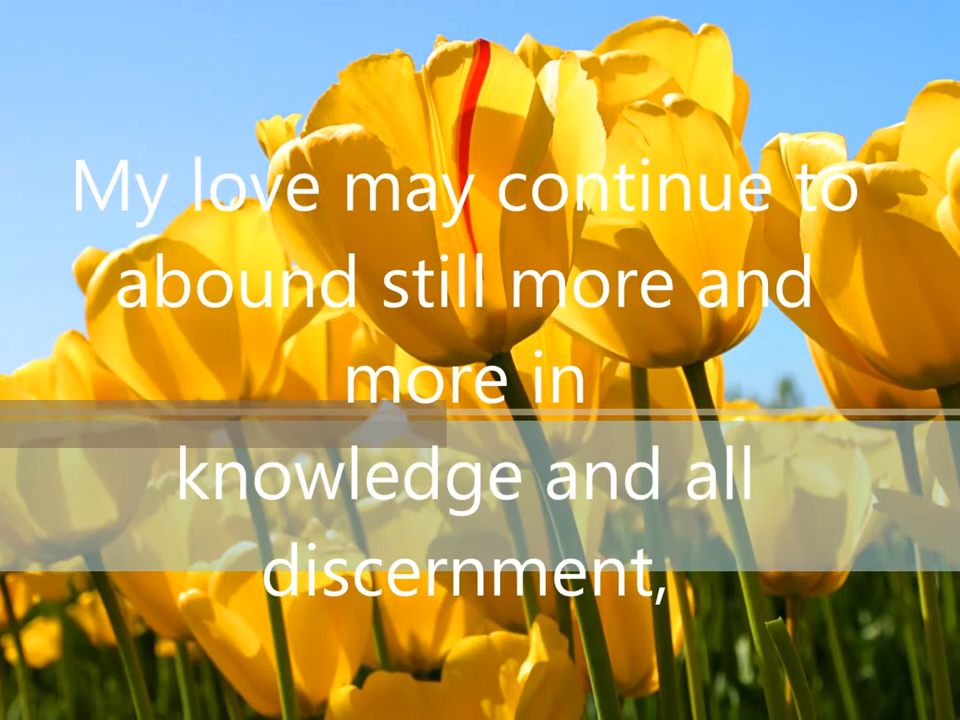 My love may continue to
abound still more and
more in
knowledge and all
discernment,